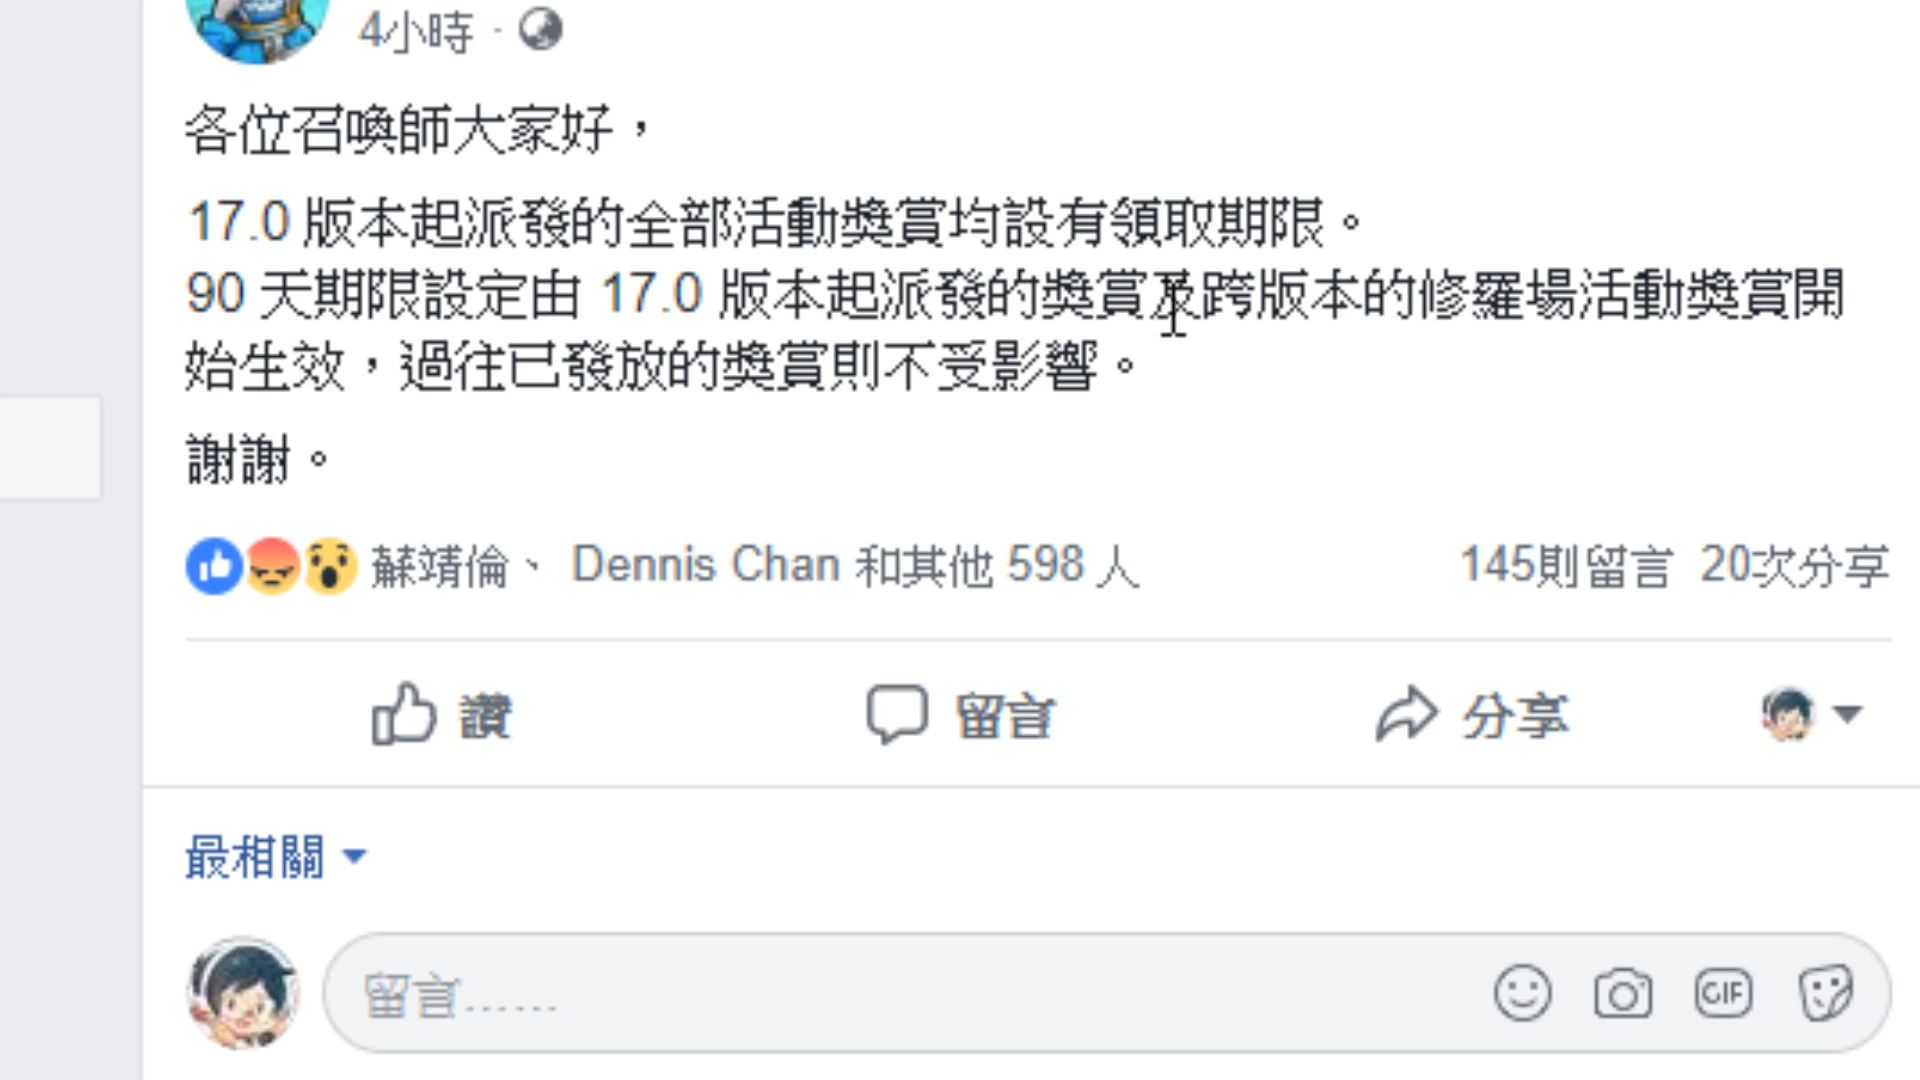 4小時 ·
各位召喚師大家好，
17.0 版本起派發的全部活動獎賞均設有領取期限。
90 天期限設定由 17.0 版本起派發的獎賞及跨版本的修羅場活動獎賞開
始生效，過往已發放的獎賞則不受影響。
謝謝。
蘇靖倫、 Dennis Chan 和其他 598 人 145則留言 20次分享
讚 留言 分享
最相關
留言......
GIF